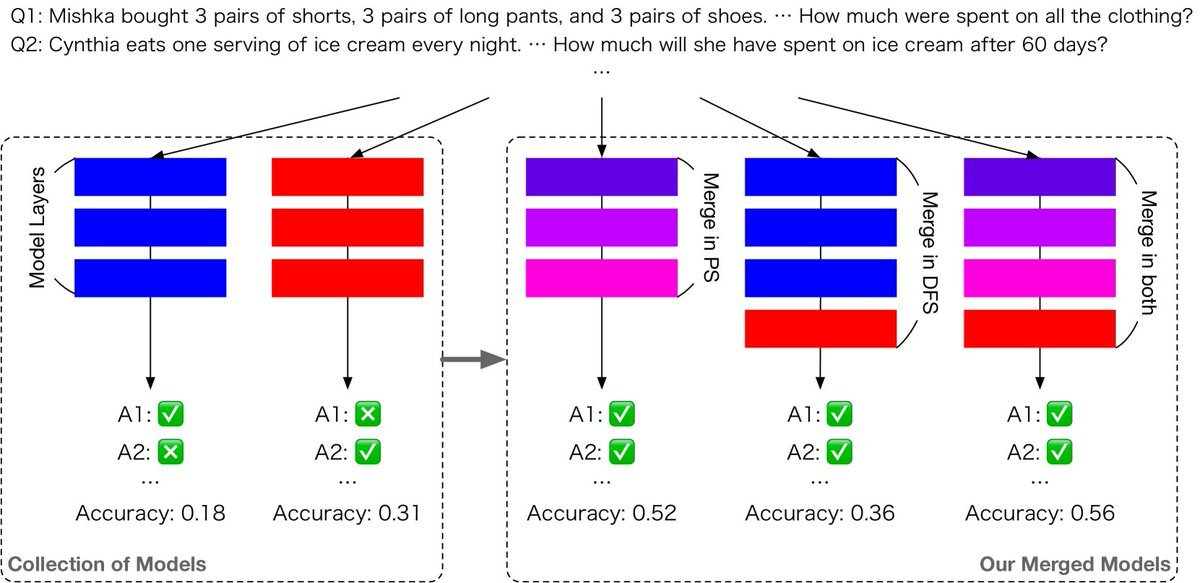 Q1: Mishka bought 3 pairs of shorts, 3 pairs of long pants, and 3 pairs of shoes. ··· How much were spent on all the clothing?
Q2: Cynthia eats one serving of ice cream every night. ··· How much will she have spent on ice cream after 60 days?
...
Model Layers
Merge in PS
Merge in DFS
Merge in both
A1: ✅ A1: ❎ A1: ✅ A1: ✅ A1: ✅
A2: ❎ A2: ✅ A2: ✅ A2: ✅ A2: ✅
... ... ... ... ...
Accuracy: 0.18 Accuracy: 0.31 Accuracy: 0.52 Accuracy: 0.36 Accuracy: 0.56
Collection of Models Our Merged Models